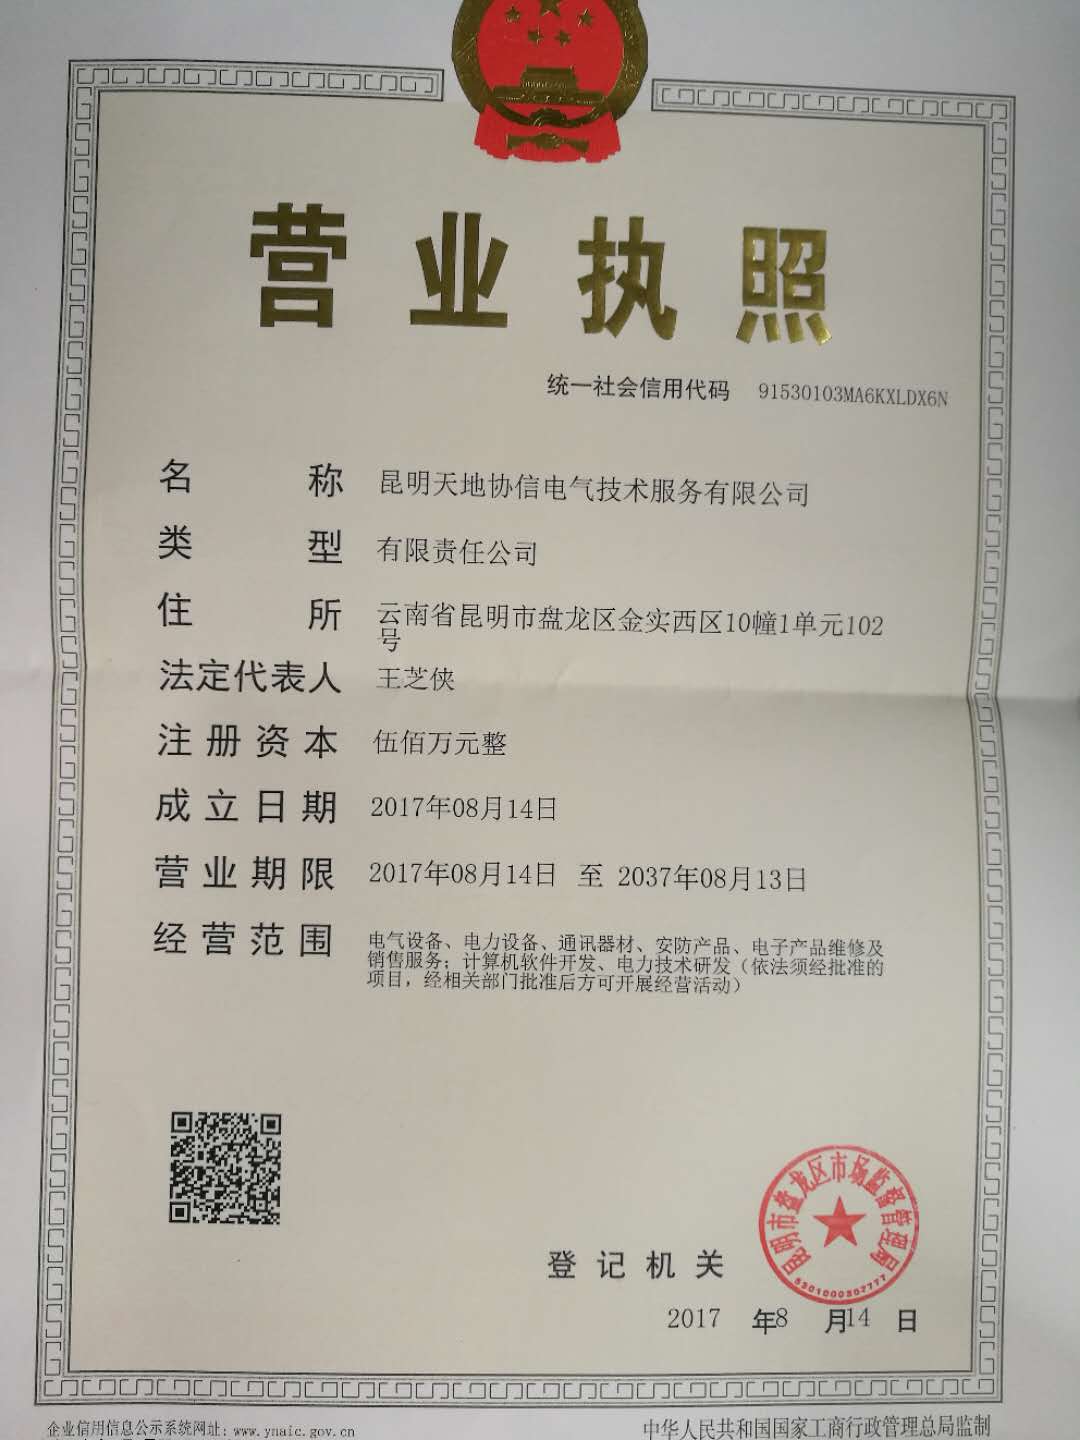 营业执照
统一社会信用代码 91530103MA6KXLDX6N
名称 昆明天地协信电气技术服务有限公司
类型 有限责任公司
住所 云南省昆明市盘龙区金实西区10幢1单元102
号
法定代表人 王芝侠
注册资本 伍佰万元整
成立日期 2017年08月14日
营业期限 2017年08月14日 至 2037年08月13日
经营范围 电气设备、电力设备、通讯器材、安防产品、电子产品维修及
销售服务；计算机软件开发、电力技术研发（依法须经批准的
项目，经相关部门批准后方可开展经营活动）
昆明市盘龙区市场监督管理局
5301000302777
登记机关
2017 年8 月14 日
企业信用信息公示系统网址：www.ynaic.gov.cn
中华人民共和国国家工商行政管理总局监制